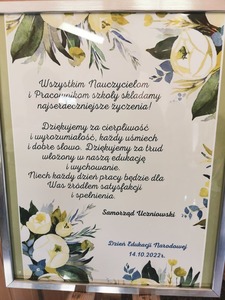 Wszystkim Nauczycielom
i Pracownikom szkoły składamy
najserdeczniejsze życzenia!
Dziękujemy za cierpliwość
i wyrozumiałość, każdy uśmiech
i dobre słowo. Dziękujemy za trud
włożony w naszą edukację
i wychowanie.
Niech każdy dzień pracy będzie dla
Was źródłem satysfakcji
i spełnienia.
Samorząd Uczniowski
Dzień Edukacji Narodowej
14.10.2022r.